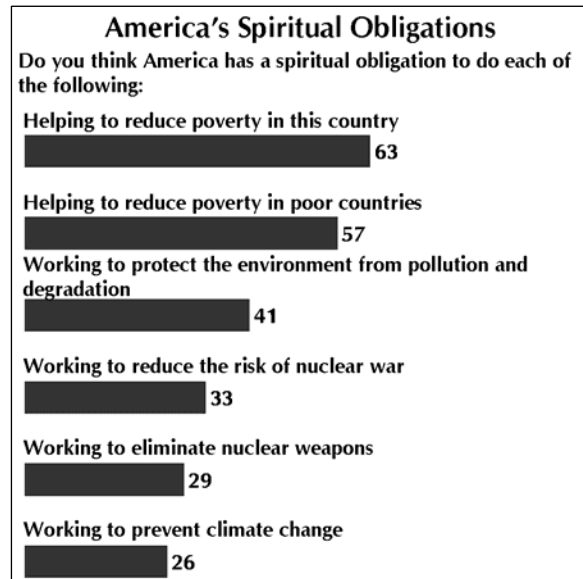 America's Spiritual Obligations
Do you think America has a spiritual obligation to do each of
the following:
Helping to reduce poverty in this country
63
Helping to reduce poverty in poor countries
57
Working to protect the environment from pollution and
degradation
41
Working to reduce the risk of nuclear war
33
Working to eliminate nuclear weapons
29
Working to prevent climate change
26